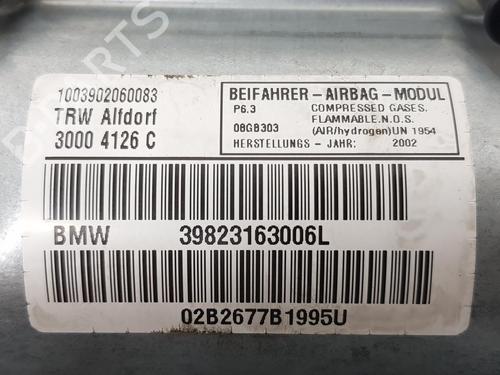 1003902060083
TRW Alfdorf
3000 4126 C
BEIFAHRER-AIRBAG-MODUL
P6.3 COMPRESSED GASES.
FLAMMABLE.N.O.S.
08GB303 (AIR/hydrogen)UN 1954
HERSTELLUNGS - JAHR: 2002
BMW 39823163006L
02B2677B1995U